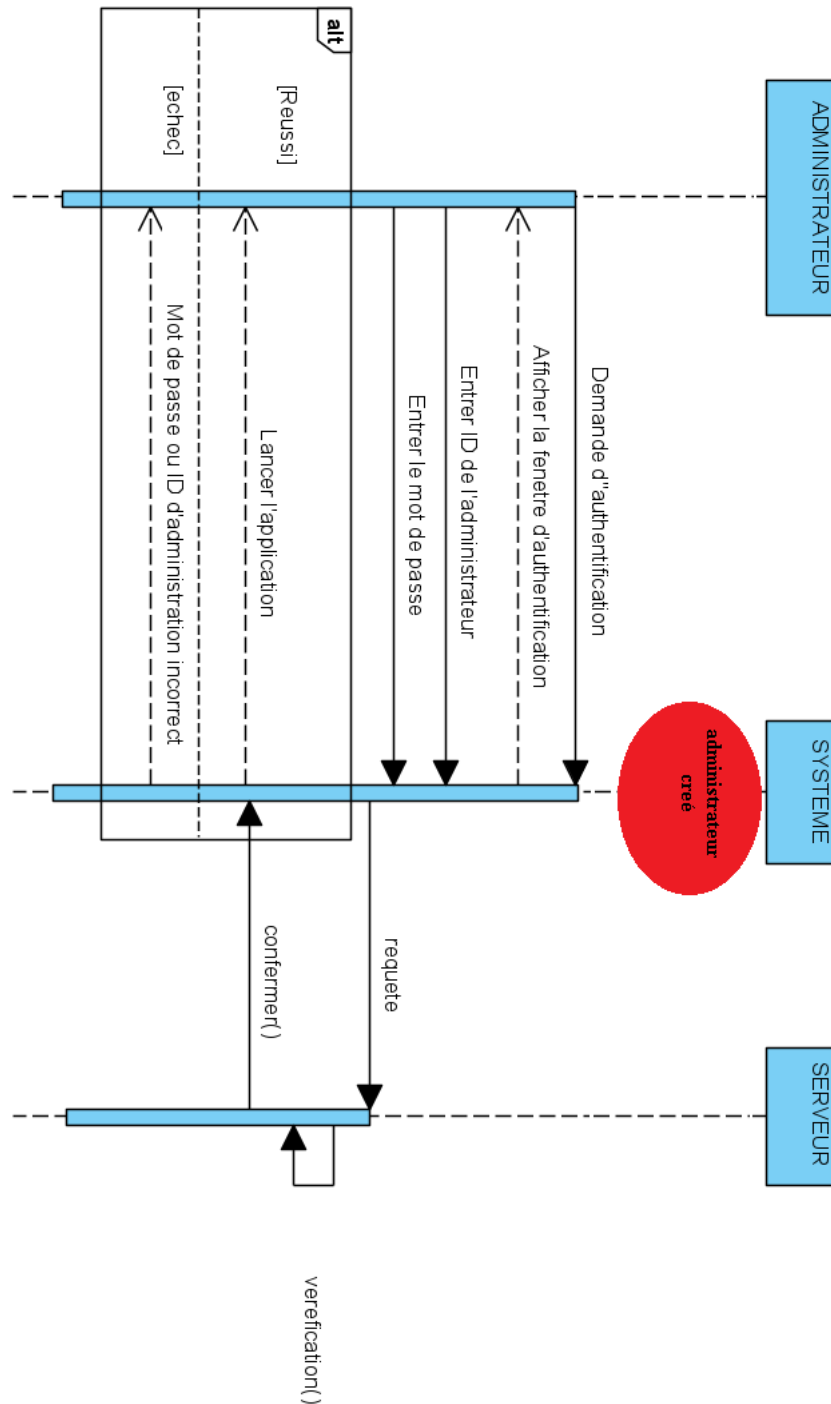 ADMINISTRATEUR
SYSTEME
SERVEUR
administrateur
creé
Demande d''authentification
Afficher la fenetre d'authentification
Entrer ID de l'administrateur
Entrer le mot de passe
requete
alt
[Reussi]
verefication()
confermer()
Lancer l'application
[echec]
Mot de passe ou ID d'administration incorrect